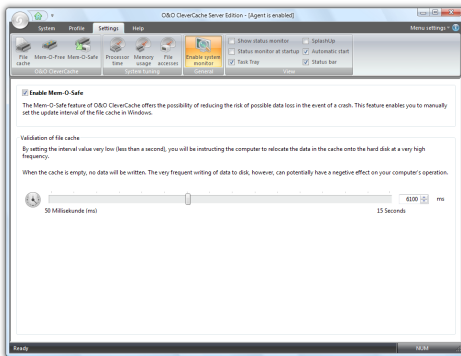 O&O CleverCache Server Edition - [Agent is enabled]
System Profile Settings Help Menu settings
File cache Mem-O-Free Mem-O-Safe Processor time Memory usage File accesses Enable system monitor
Show status monitor SplashUp
Status monitor at startup Automatic start
Task Tray Status bar
O&O CleverCache System tuning General View
Enable Mem-O-Safe
The Mem-O-Safe feature of O&O CleverCache offers the possibility of reducing the risk of possible data loss in the event of a crash. This feature enables you to manually
set the update interval of the file cache in Windows.
Validation of file cache
By setting the interval value very low (less than a second), you will be instructing the computer to relocate the data in the cache onto the hard disk at a very high
frequency.
When the cache is empty, no data will be written. The very frequent writing of data to disk, however, can potentially have a negetive effect on your computer's operation.
6100 ms
50 Millisekunde (ms) 15 Seconds
Ready NUM